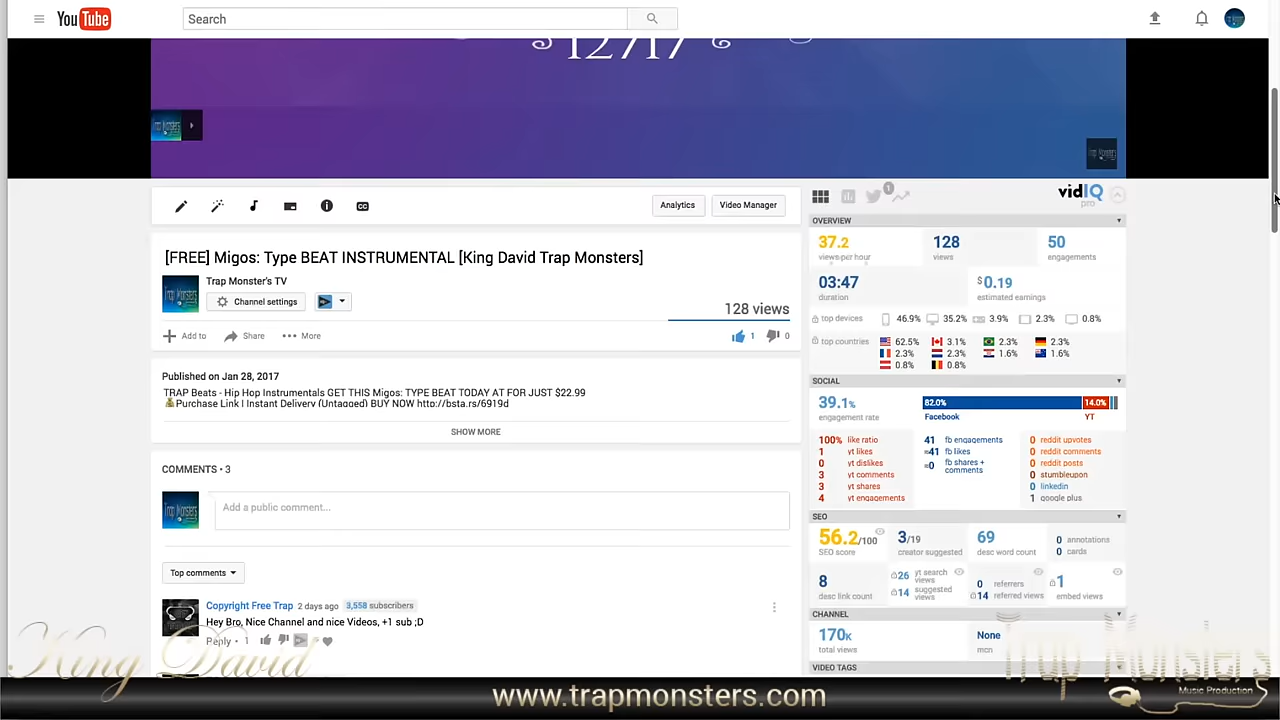 YouTube
Search
12717
Trap Monsters
Analytics
Video Manager
[FREE] Migos: Type BEAT INSTRUMENTAL [King David Trap Monsters]
Trap Monster's TV
Channel settings
128 views
Add to
Share
More
1
0
Published on Jan 28, 2017
TRAP Beats - Hip Hop Instrumentals GET THIS Migos: TYPE BEAT TODAY AT FOR JUST $22.99
Purchase Link | Instant Delivery (Untagged) BUY NOW http://bsta.rs/6919d
SHOW MORE
COMMENTS • 3
Add a public comment...
Top comments
Copyright Free Trap 2 days ago 3,558 subscribers
Hey Bro, Nice Channel and nice Videos, +1 sub ;D
Reply • 1
1
vidIQ
pro
OVERVIEW
37.2
views per hour
128
views
50
engagements
03:47
duration
$0.19
estimated earnings
top devices 46.9% 35.2% 3.9% 2.3% 0.8%
top countries 62.5% 3.1% 2.3% 2.3%
2.3% 2.3% 1.6% 1.6%
0.8% 0.8%
SOCIAL
39.1%
engagement rate
82.0% 14.0%
Facebook YT
100% like ratio
1 yt likes
0 yt dislikes
3 yt comments
3 yt shares
4 yt engagements
41 fb engagements
≈41 fb likes
≈0 fb shares +
comments
0 reddit upvotes
0 reddit comments
0 reddit posts
0 stumbleupon
0 linkedin
1 google plus
SEO
56.2/100
SEO score
3/19
creator suggested
69
desc word count
0 annotations
0 cards
8
desc link count
26 yt search
views
14 suggested
views
0 referrers
14 referred views
1
embed views
CHANNEL
170K
total views
None
mcn
VIDEO TAGS
King David
Trap Monsters
Music Production
www.trapmonsters.com